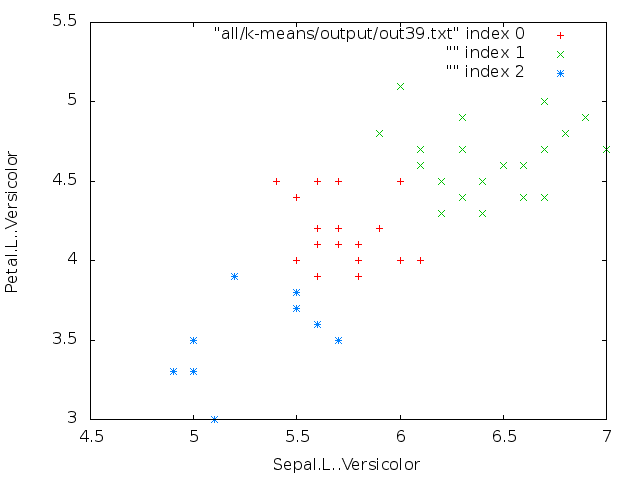 "all/k-means/output/out39.txt" index 0
"" index 1
"" index 2
5.5
5
4.5
4
3.5
3
Petal.L..Versicolor
4.5 5 5.5 6 6.5 7
Sepal.L..Versicolor